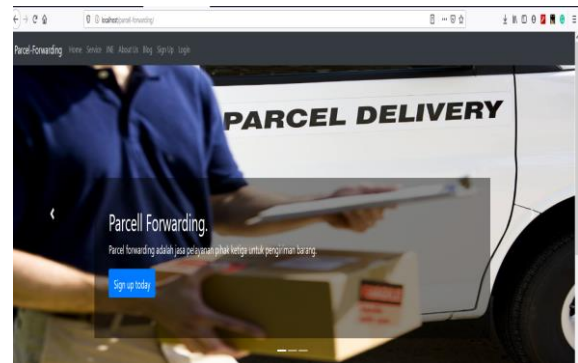 localhost/parcel-forwarding/
Parcel-Forwarding Home Service INE About Us Blog Sign Up Login
PARCEL DELIVERY
Parcell Forwarding.
Parcel forwarding adalah jasa pelayanan pihak ketiga untuk pengiriman barang.
Sign up today